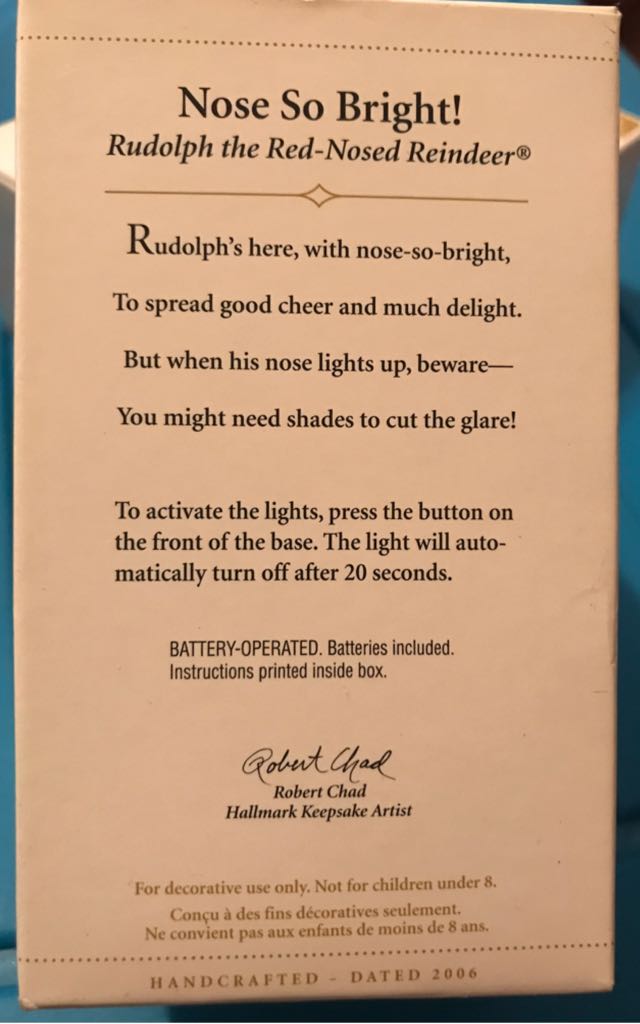 Nose So Bright!
Rudolph the Red-Nosed Reindeer®
Rudolph's here, with nose-so-bright,
To spread good cheer and much delight.
But when his nose lights up, beware—
You might need shades to cut the glare!
To activate the lights, press the button on
the front of the base. The light will auto-
matically turn off after 20 seconds.
BATTERY-OPERATED. Batteries included.
Instructions printed inside box.
Robert Chad
Robert Chad
Hallmark Keepsake Artist
For decorative use only. Not for children under 8.
Conçu à des fins décoratives seulement.
Ne convient pas aux enfants de moins de 8 ans.
HANDCRAFTED - DATED 2006